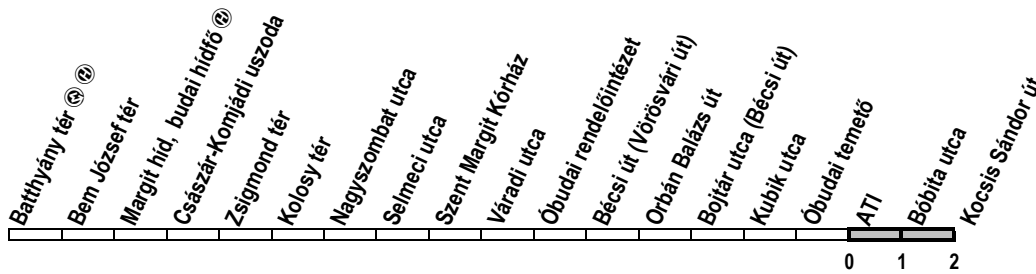 Batthyány tér Ⓜ Ⓗ
Bem József tér
Margit híd, budai hídfő Ⓗ
Császár-Komjádi uszoda
Zsigmond tér
Kolosy tér
Nagyszombat utca
Selmeci utca
Szent Margit Kórház
Váradi utca
Óbudai rendelőintézet
Bécsi út (Vörösvári út)
Orbán Balázs út
Bojtár utca (Bécsi út)
Kubik utca
Óbudai temető
ATI
Bóbita utca
Kocsis Sándor út
0 1 2